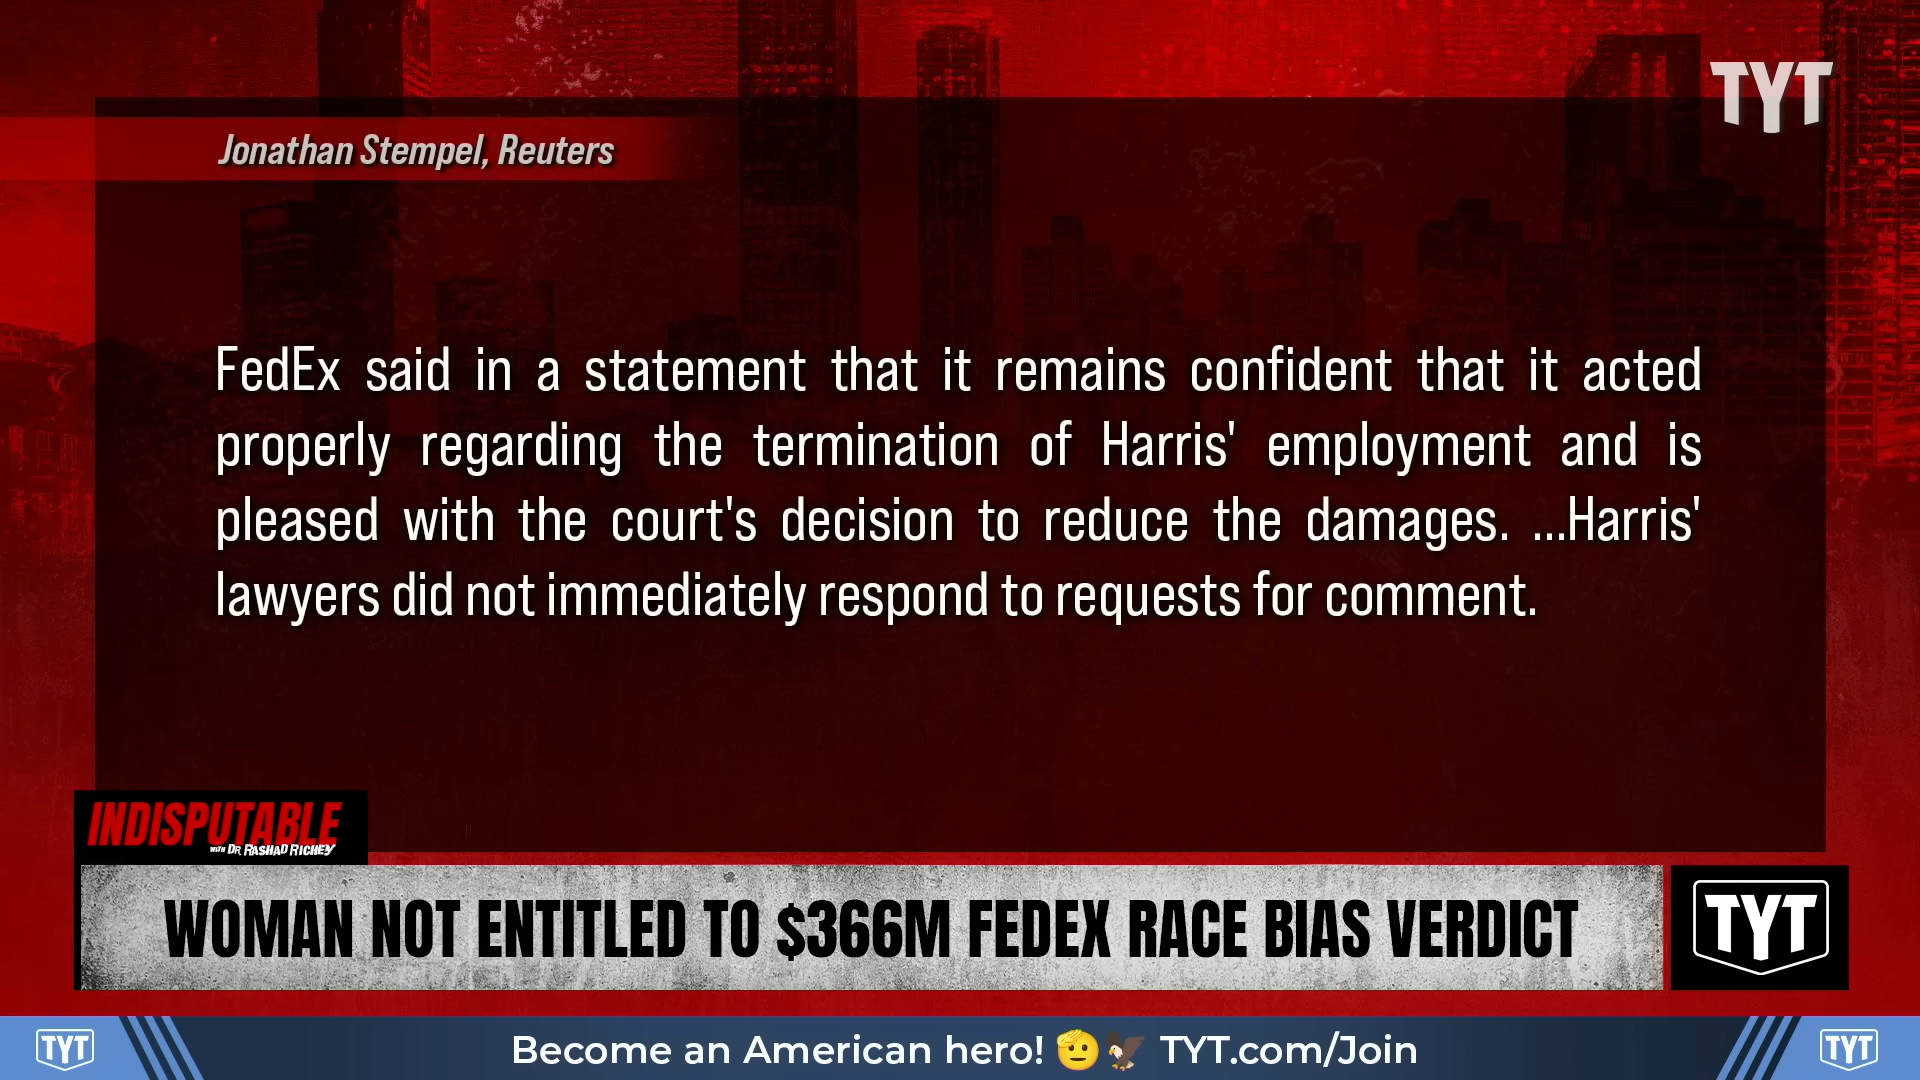 TYT
Jonathan Stempel, Reuters
FedEx said in a statement that it remains confident that it acted
properly regarding the termination of Harris' employment and is
pleased with the court's decision to reduce the damages. ...Harris'
lawyers did not immediately respond to requests for comment.
INDISPUTABLE
WITH DR. RASHAD RICHEY
WOMAN NOT ENTITLED TO $366M FEDEX RACE BIAS VERDICT
TYT
TYT
Become an American hero! 🫡🦅 TYT.com/Join
TYT